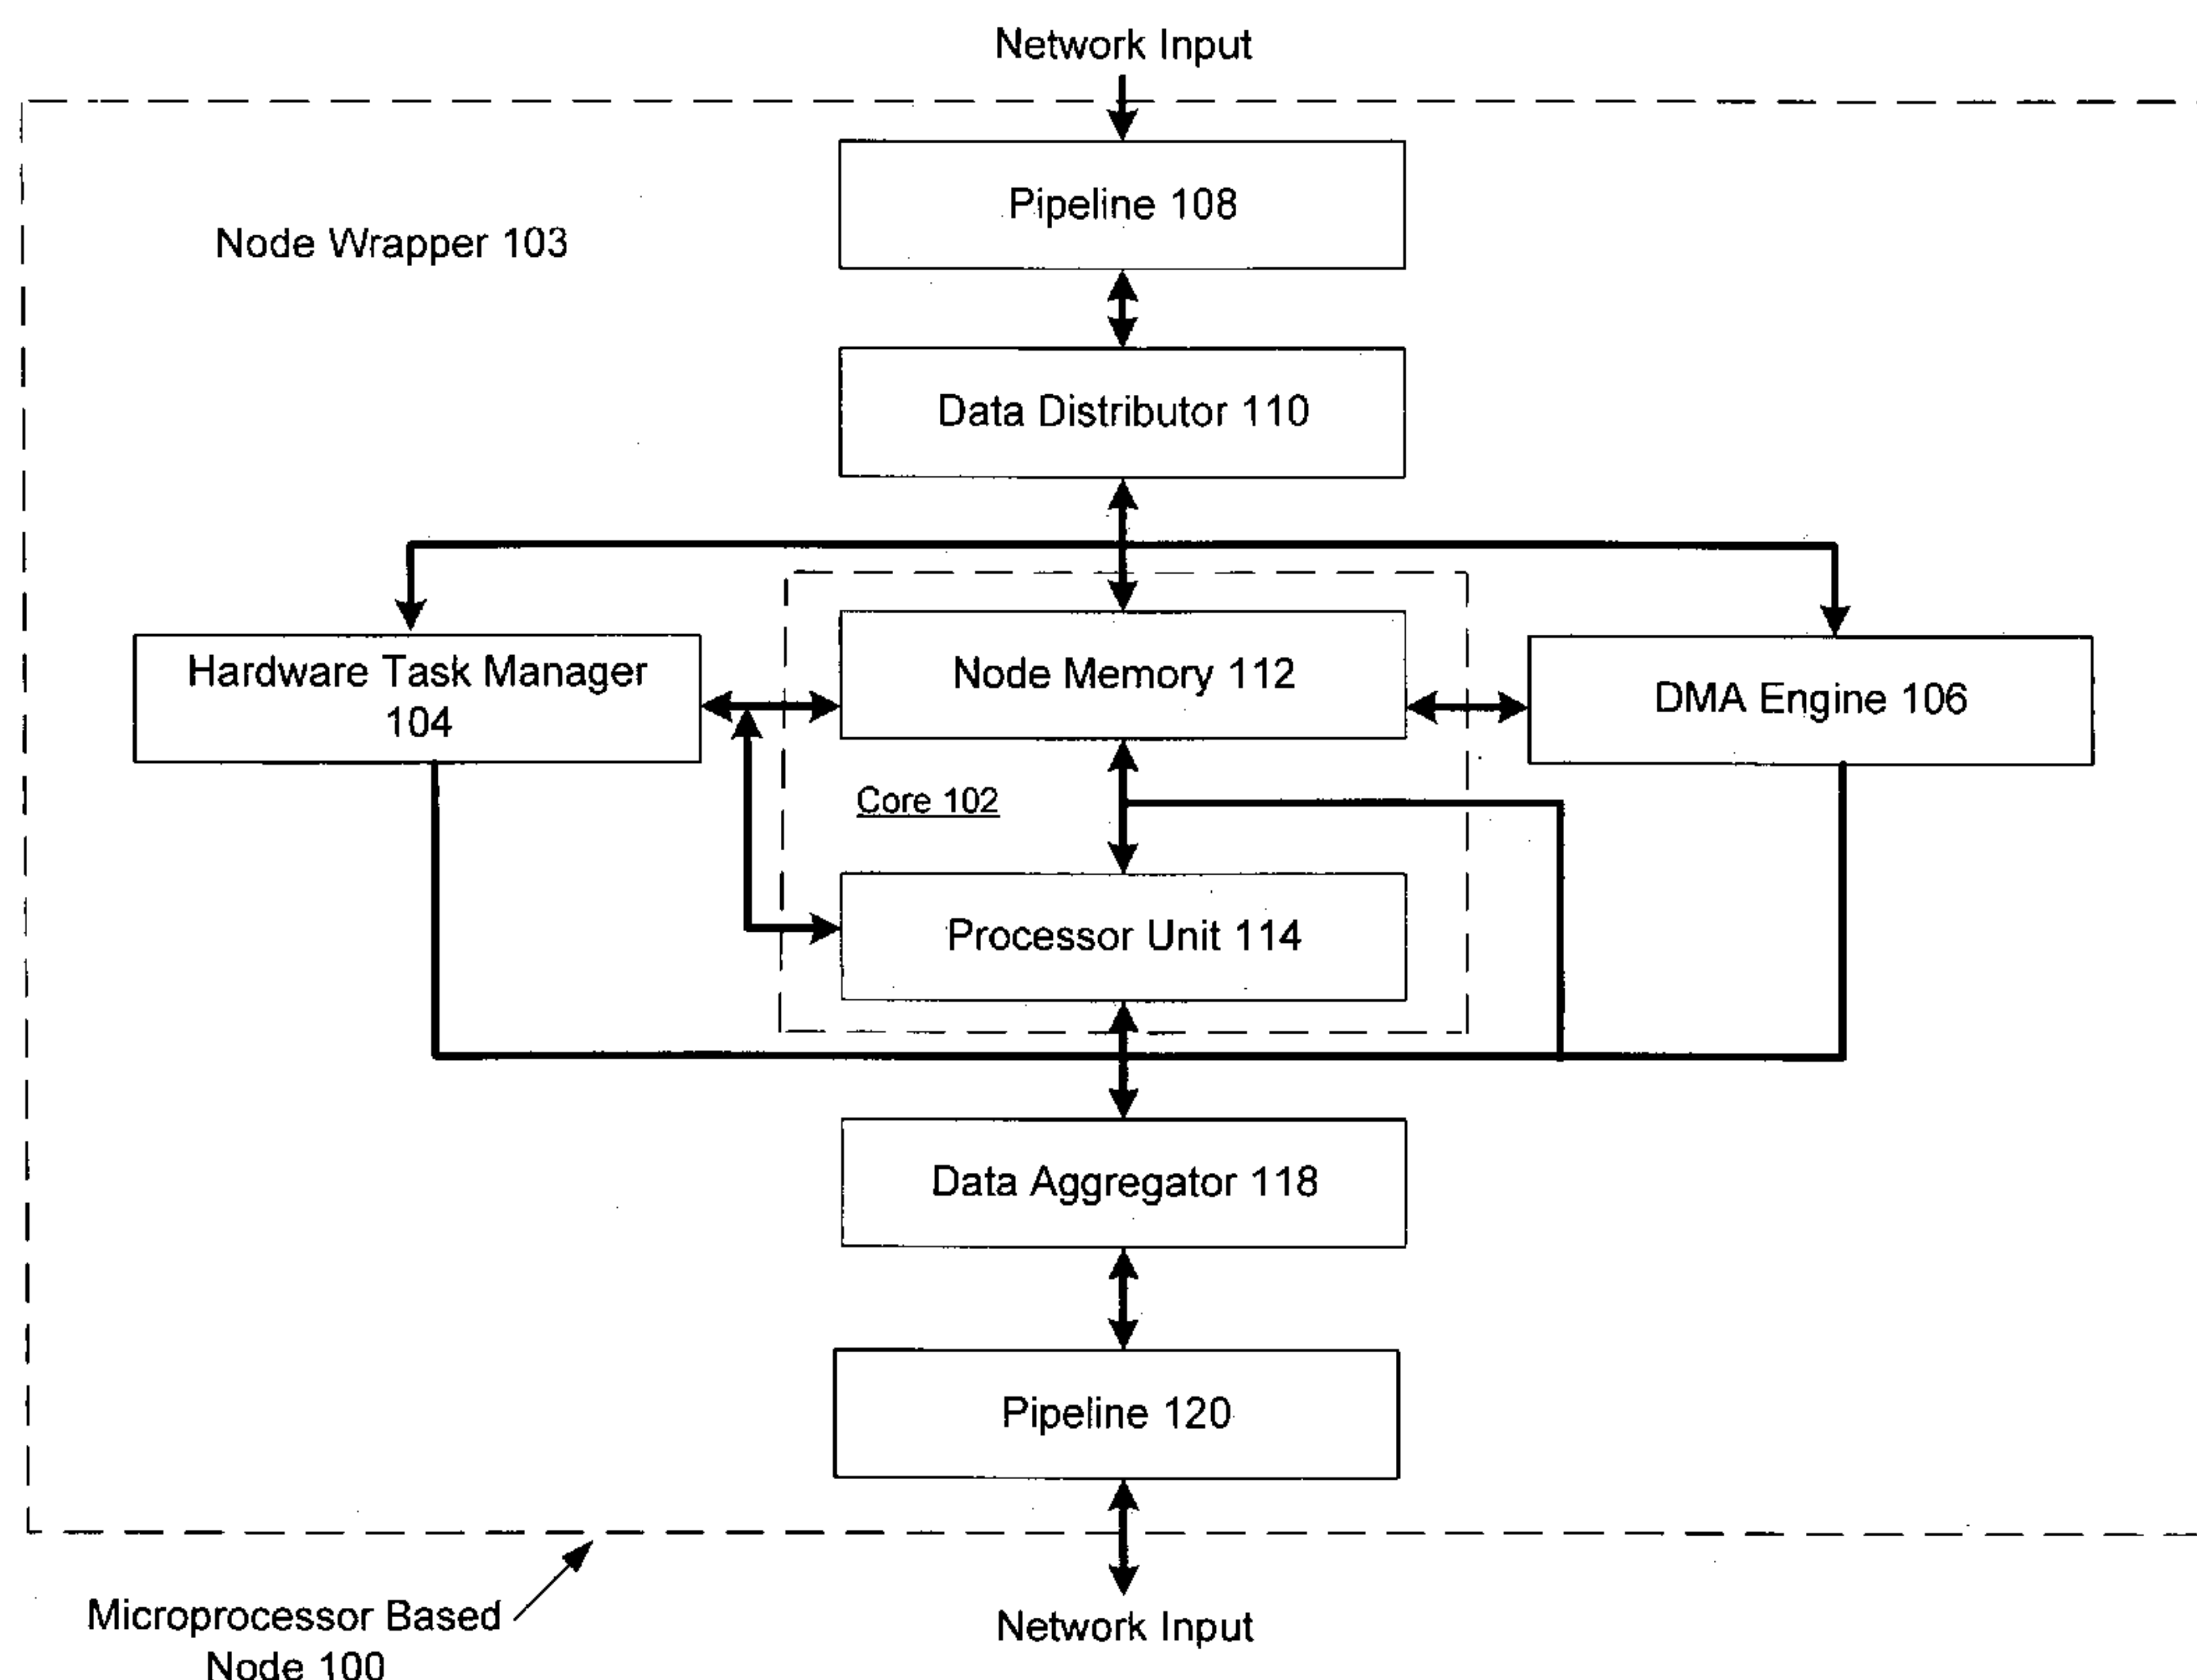 Network Input
Pipeline 108
Node Wrapper 103
Data Distributor 110
Hardware Task Manager
104
Node Memory 112
DMA Engine 106
Core 102
Processor Unit 114
Data Aggregator 118
Pipeline 120
Microprocessor Based
Node 100
Network Input